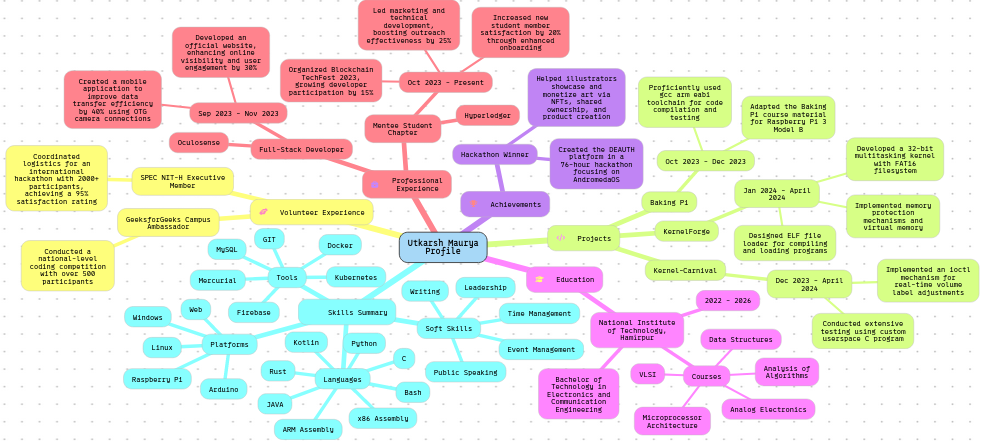 Utkarsh Maurya
Profile
Professional
Experience
Full-Stack Developer
Oculosense
Sep 2023 - Nov 2023
Created a mobile
application to
improve data
transfer efficiency
by 40% using OTG
camera connections
Developed an
official website,
enhancing online
visibility and user
engagement by 30%
Mentee Student
Chapter
Hyperledger
Oct 2023 - Present
Organized Blockchain
TechFest 2023,
growing developer
participation by 15%
Led marketing and
technical
development,
boosting outreach
effectiveness by 25%
Increased new
student member
satisfaction by 20%
through enhanced
onboarding
Achievements
Hackathon Winner
Helped illustrators
showcase and
monetize art via
NFTs, shared
ownership, and
product creation
Created the DEAUTH
platform in a
76-hour hackathon
focusing on
AndromedaOS
Projects
Baking Pi
Oct 2023 - Dec 2023
Proficiently used
gcc arm eabi
toolchain for code
compilation and
testing
Adapted the Baking
Pi course material
for Raspberry Pi 3
Model B
KernelForge
Jan 2024 - April
2024
Developed a 32-bit
multitasking kernel
with FAT16
filesystem
Implemented memory
protection
mechanisms and
virtual memory
Designed ELF file
loader for compiling
and loading programs
Kernel-Carnival
Dec 2023 - April
2024
Implemented an ioctl
mechanism for
real-time volume
label adjustments
Conducted extensive
testing using custom
userspace C program
Education
National Institute
of Technology,
Hamirpur
2022 - 2026
Bachelor of
Technology in
Electronics and
Communication
Engineering
Courses
Data Structures
VLSI
Analysis of
Algorithms
Analog Electronics
Microprocessor
Architecture
Volunteer Experience
SPEC NIT-H Executive
Member
Coordinated
logistics for an
international
hackathon with 2000+
participants,
achieving a 95%
satisfaction rating
GeeksforGeeks Campus
Ambassador
Conducted a
national-level
coding competition
with over 500
participants
Skills Summary
Tools
MySQL
GIT
Docker
Mercurial
Kubernetes
Firebase
Platforms
Windows
Web
Linux
Raspberry Pi
Arduino
Languages
Kotlin
Python
C
Rust
Bash
JAVA
x86 Assembly
ARM Assembly
Soft Skills
Writing
Leadership
Time Management
Event Management
Public Speaking